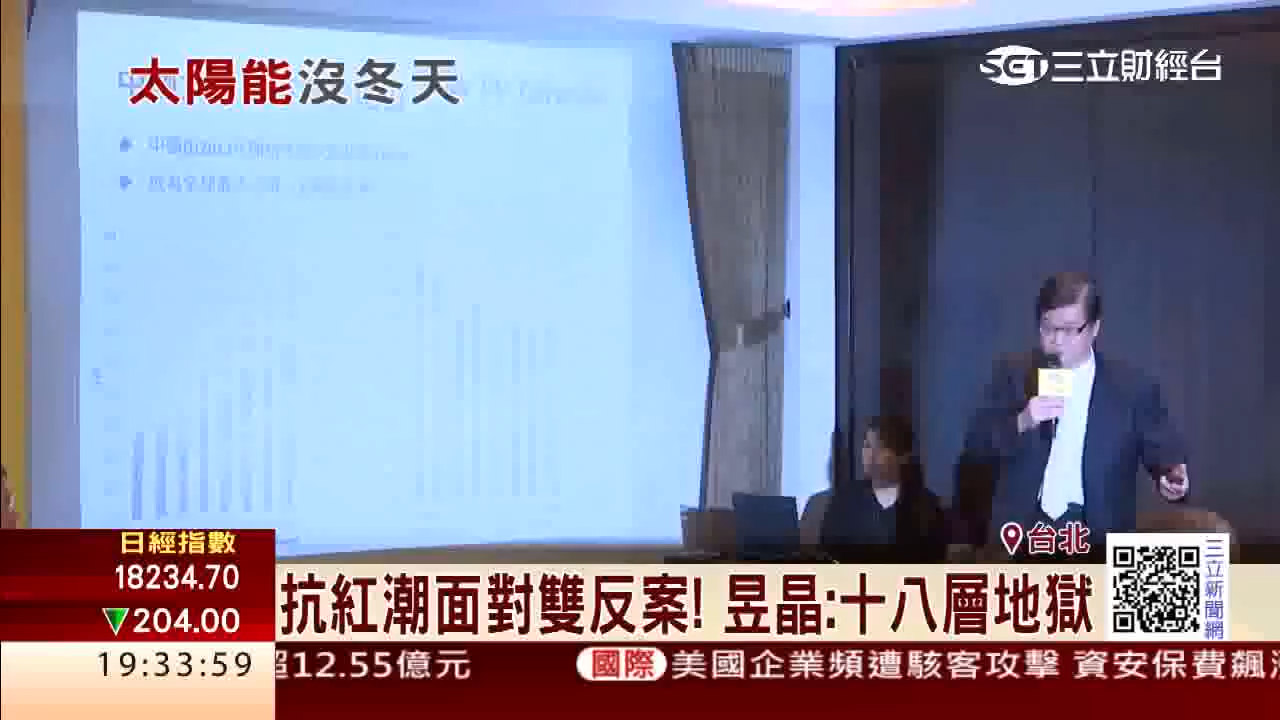 太陽能沒冬天
SET三立財經台
台北
三立新聞網
日經指數
18234.70
▼204.00
抗紅潮面對雙反案! 昱晶:十八層地獄
19:33:59
12.55億元
國際 美國企業頻遭駭客攻擊 資安保費飆